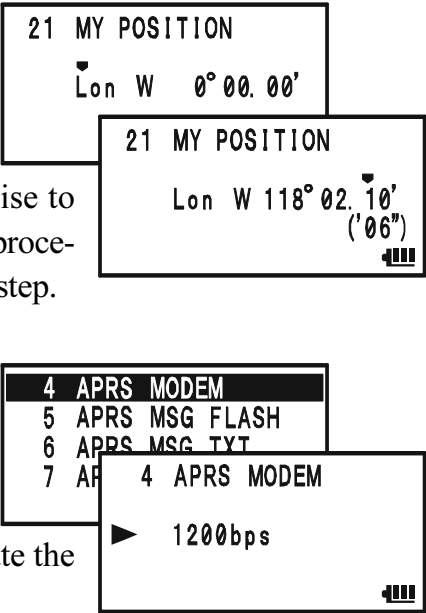 21 MY POSITION
Lon W 0°00.00'
21 MY POSITION
Lon W 118°02.10'
('06")
ise to
proce-
step.
4 APRS MODEM
5 APRS MSG FLASH
6 APRS MSG TXT
7 AP
4 APRS MODEM
▶ 1200bps
te the